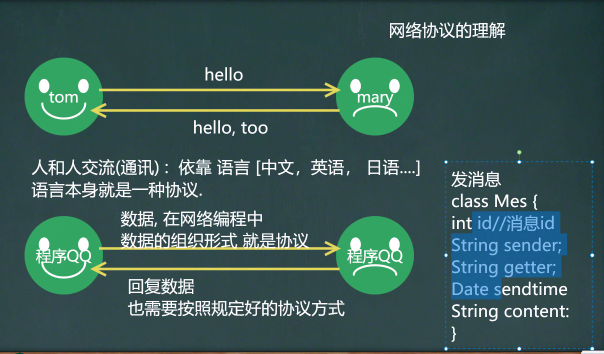 网络协议的理解
hello
tom
mary
hello, too
人和人交流(通讯) ：依靠 语言 [中文，英语， 日语....]
语言本身就是一种协议.
数据, 在网络编程中
数据的组织形式 就是协议
程序QQ
程序QQ
回复数据
也需要按照规定好的协议方式
发消息
class Mes {
int id//消息id
String sender;
String getter;
Date sendtime
String content:
}